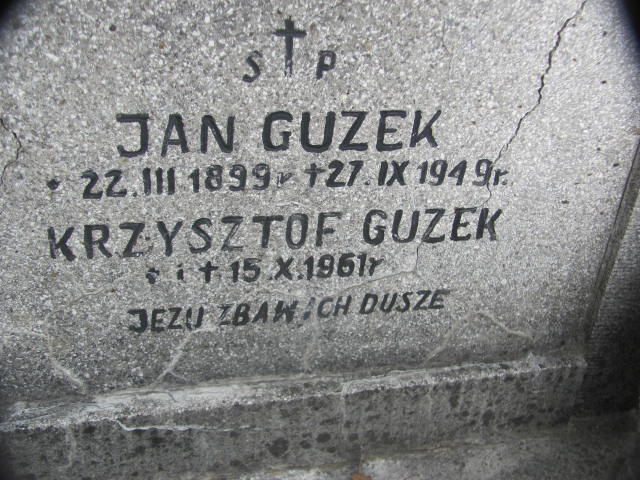 S † P
JAN GUZEK
* 22.III 1899r †27.IX 1949r.
KRZYSZTOF GUZEK
* i † 15.X.1961r
JEZU ZBAW ICH DUSZE